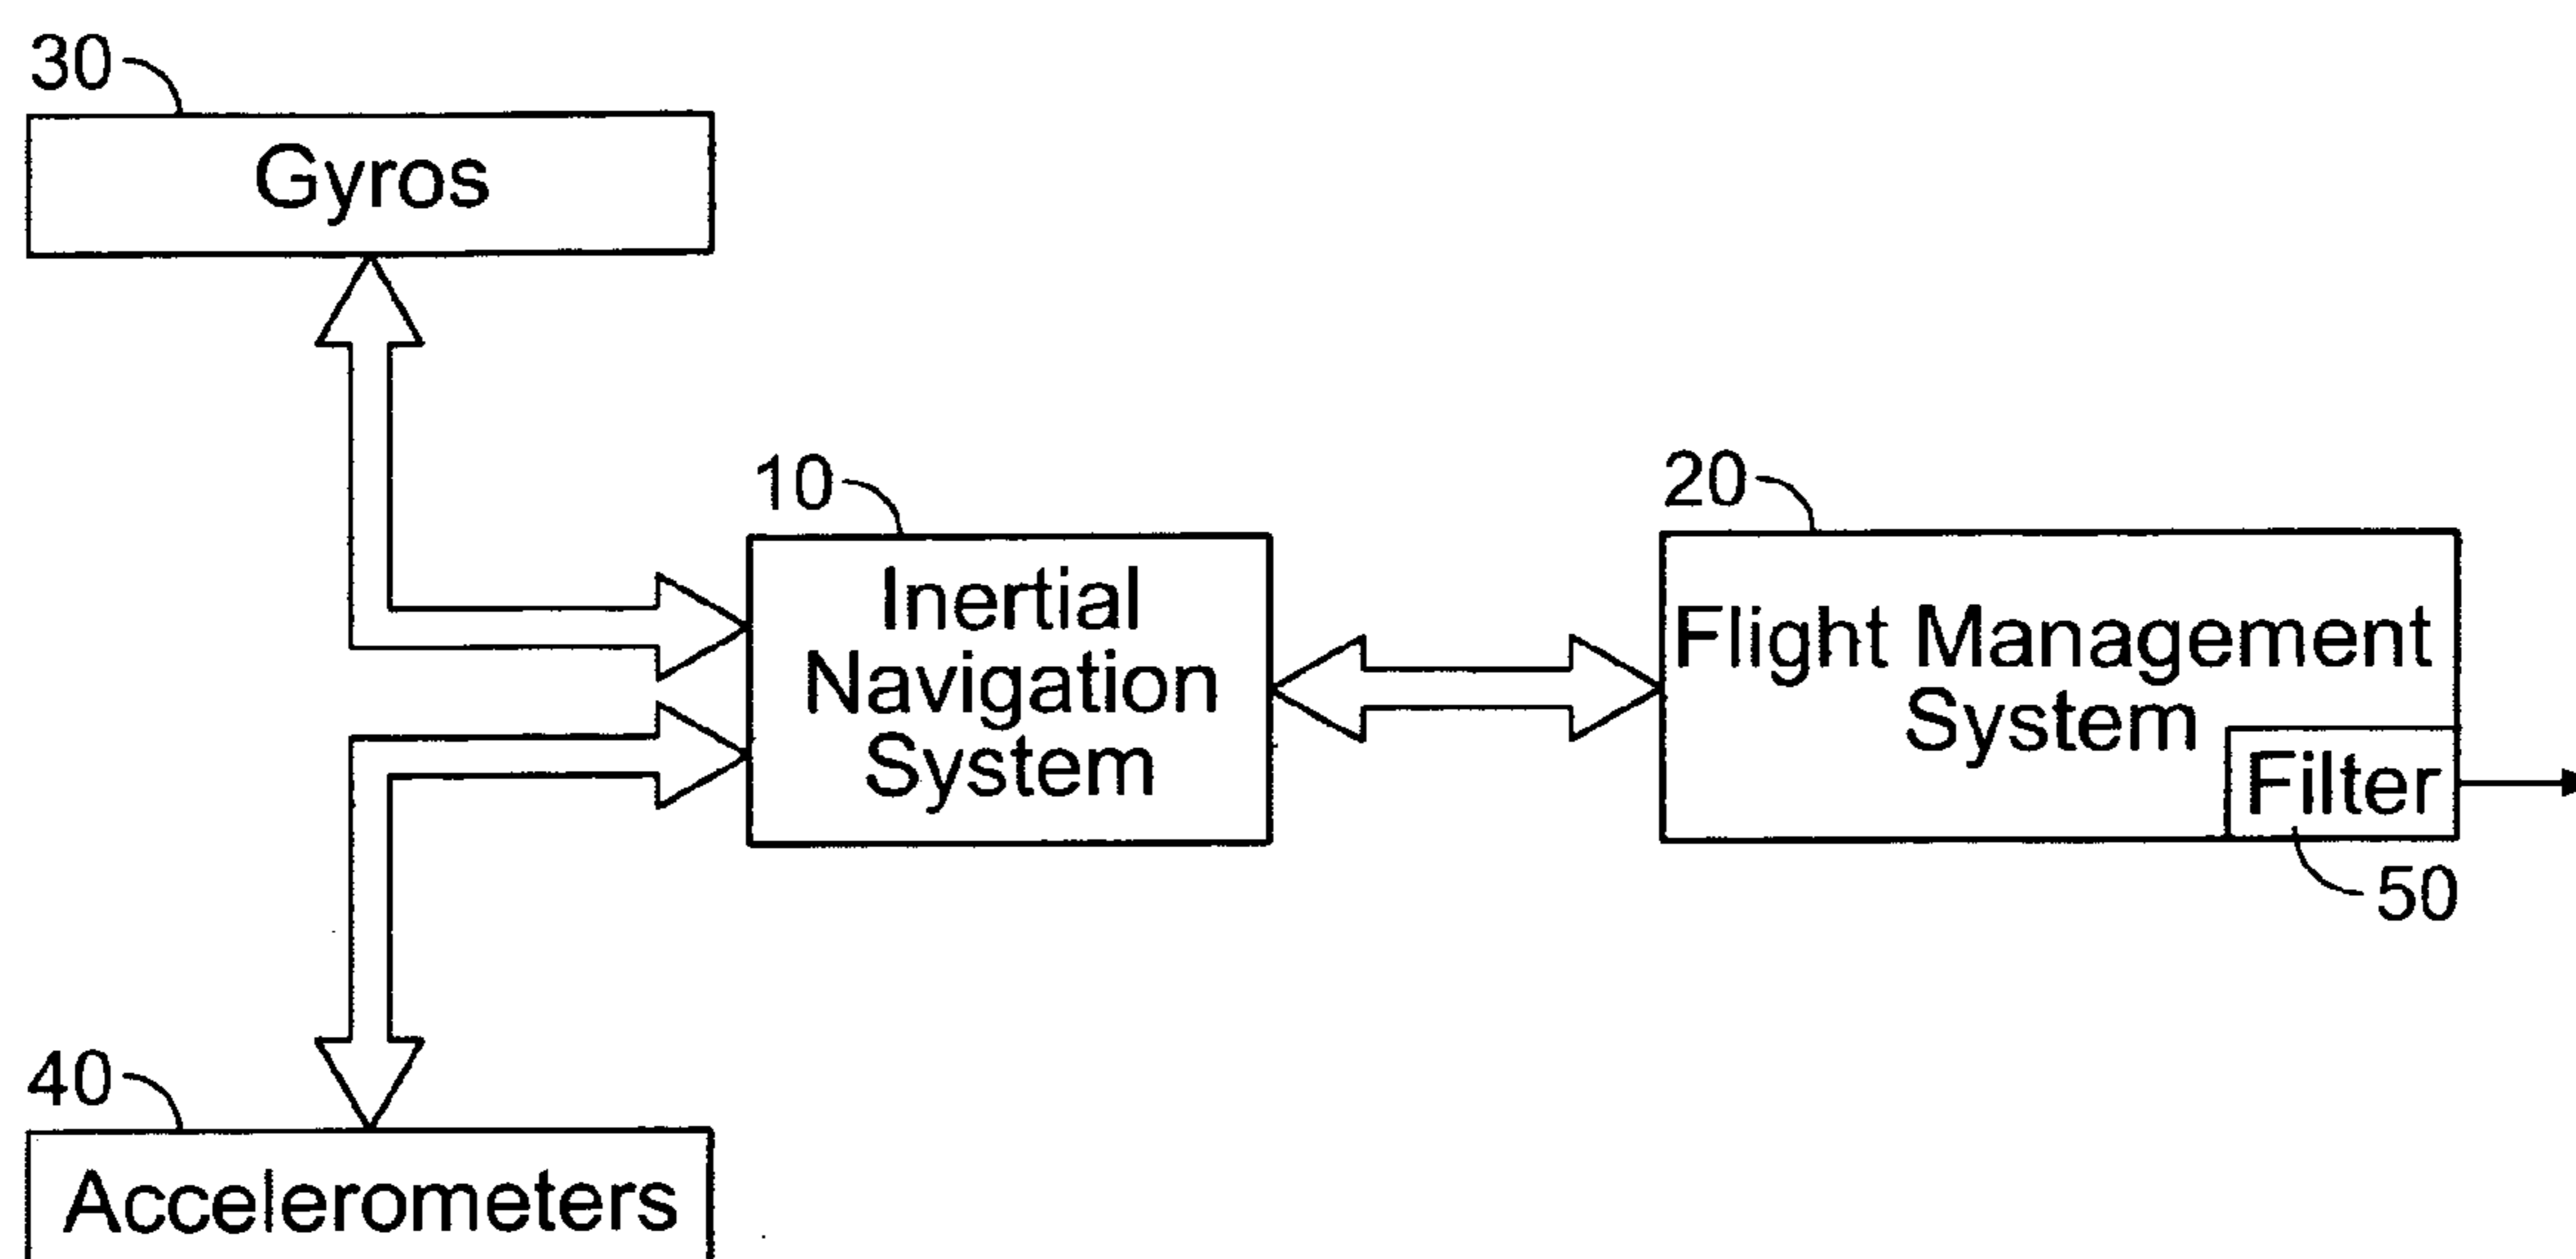 30
Gyros
10
Inertial
Navigation
System
20
Flight Management
System
Filter
50
40
Accelerometers